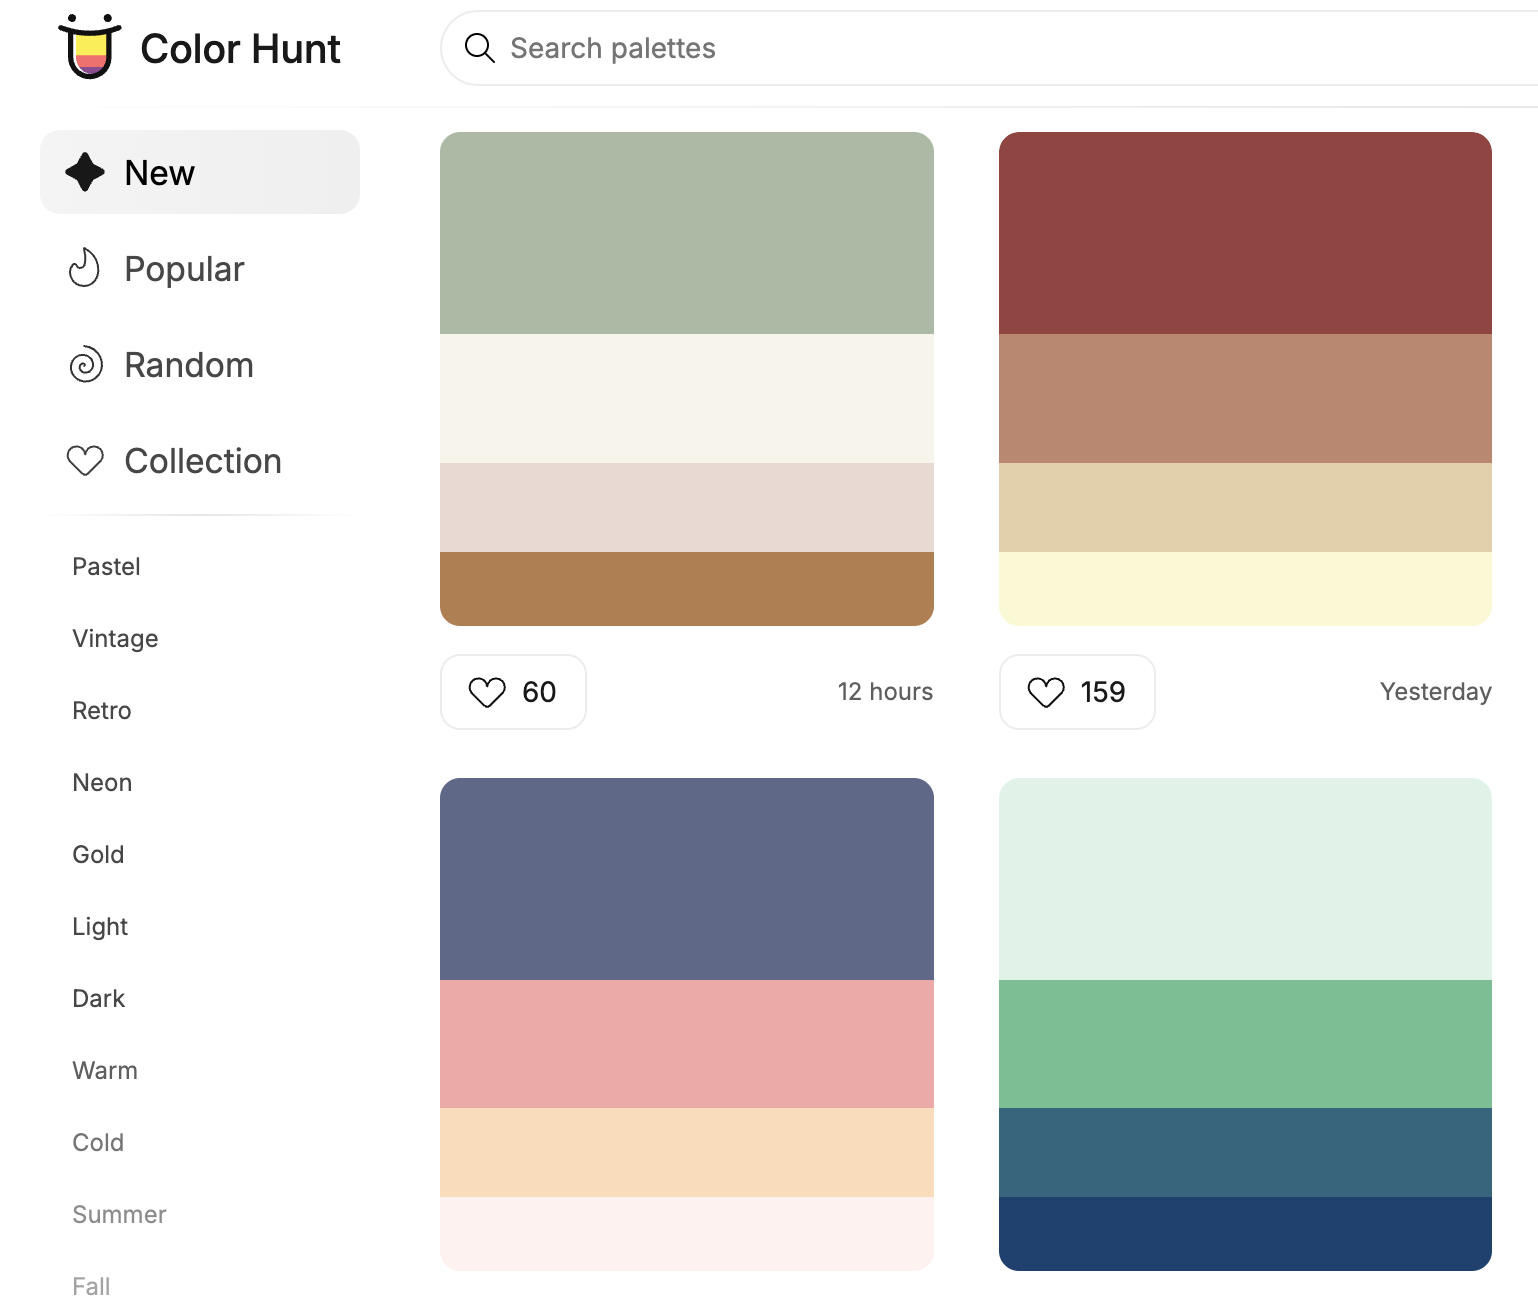 Color Hunt
Search palettes
New
Popular
Random
Collection
Pastel
Vintage
Retro
Neon
Gold
Light
Dark
Warm
Cold
Summer
Fall
60
12 hours
159
Yesterday